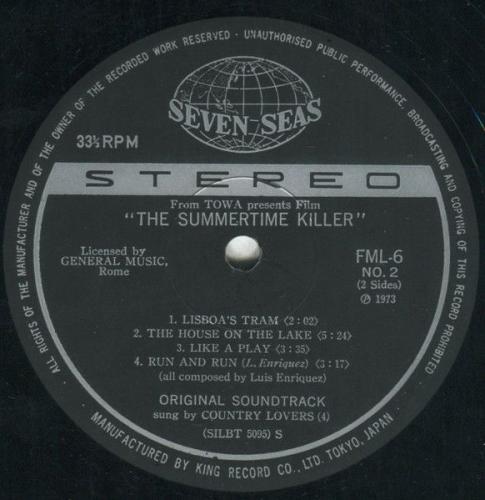 ALL RIGHTS OF THE MANUFACTURER AND OF THE OWNER OF THE RECORDED WORK RESERVED · UNAUTHORISED PUBLIC PERFORMANCE, BROADCASTING AND COPYING OF THIS RECORD PROHIBITED
SEVEN SEAS
33⅓ RPM
STEREO
From TOWA presents Film
"THE SUMMERTIME KILLER"
Licensed by
GENERAL MUSIC,
Rome
FML-6
NO. 2
(2 Sides)
Ⓟ 1973
1. LISBOA'S TRAM <2:02>
2. THE HOUSE ON THE LAKE <5:24>
3. LIKE A PLAY <3:35>
4. RUN AND RUN (L. Enriquez) <3:17>
(all composed by Luis Enriquez)
ORIGINAL SOUNDTRACK
sung by COUNTRY LOVERS (4)
(SILBT 5095) S
MANUFACTURED BY KING RECORD CO., LTD. TOKYO, JAPAN